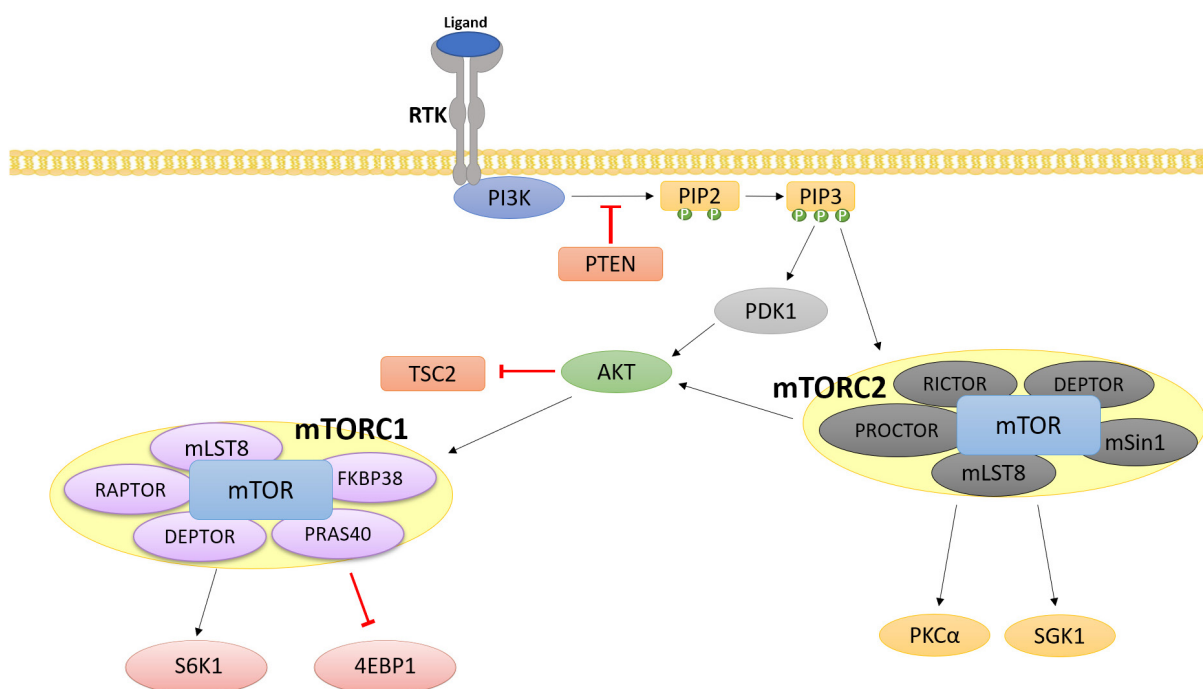 Ligand
RTK
PI3K
PIP2
PIP3
P
P
P
P
P
PTEN
PDK1
TSC2
AKT
mTORC2
RICTOR
DEPTOR
PROCTOR
mTOR
mSin1
mLST8
mTORC1
mLST8
RAPTOR
mTOR
FKBP38
DEPTOR
PRAS40
PKCα
SGK1
S6K1
4EBP1